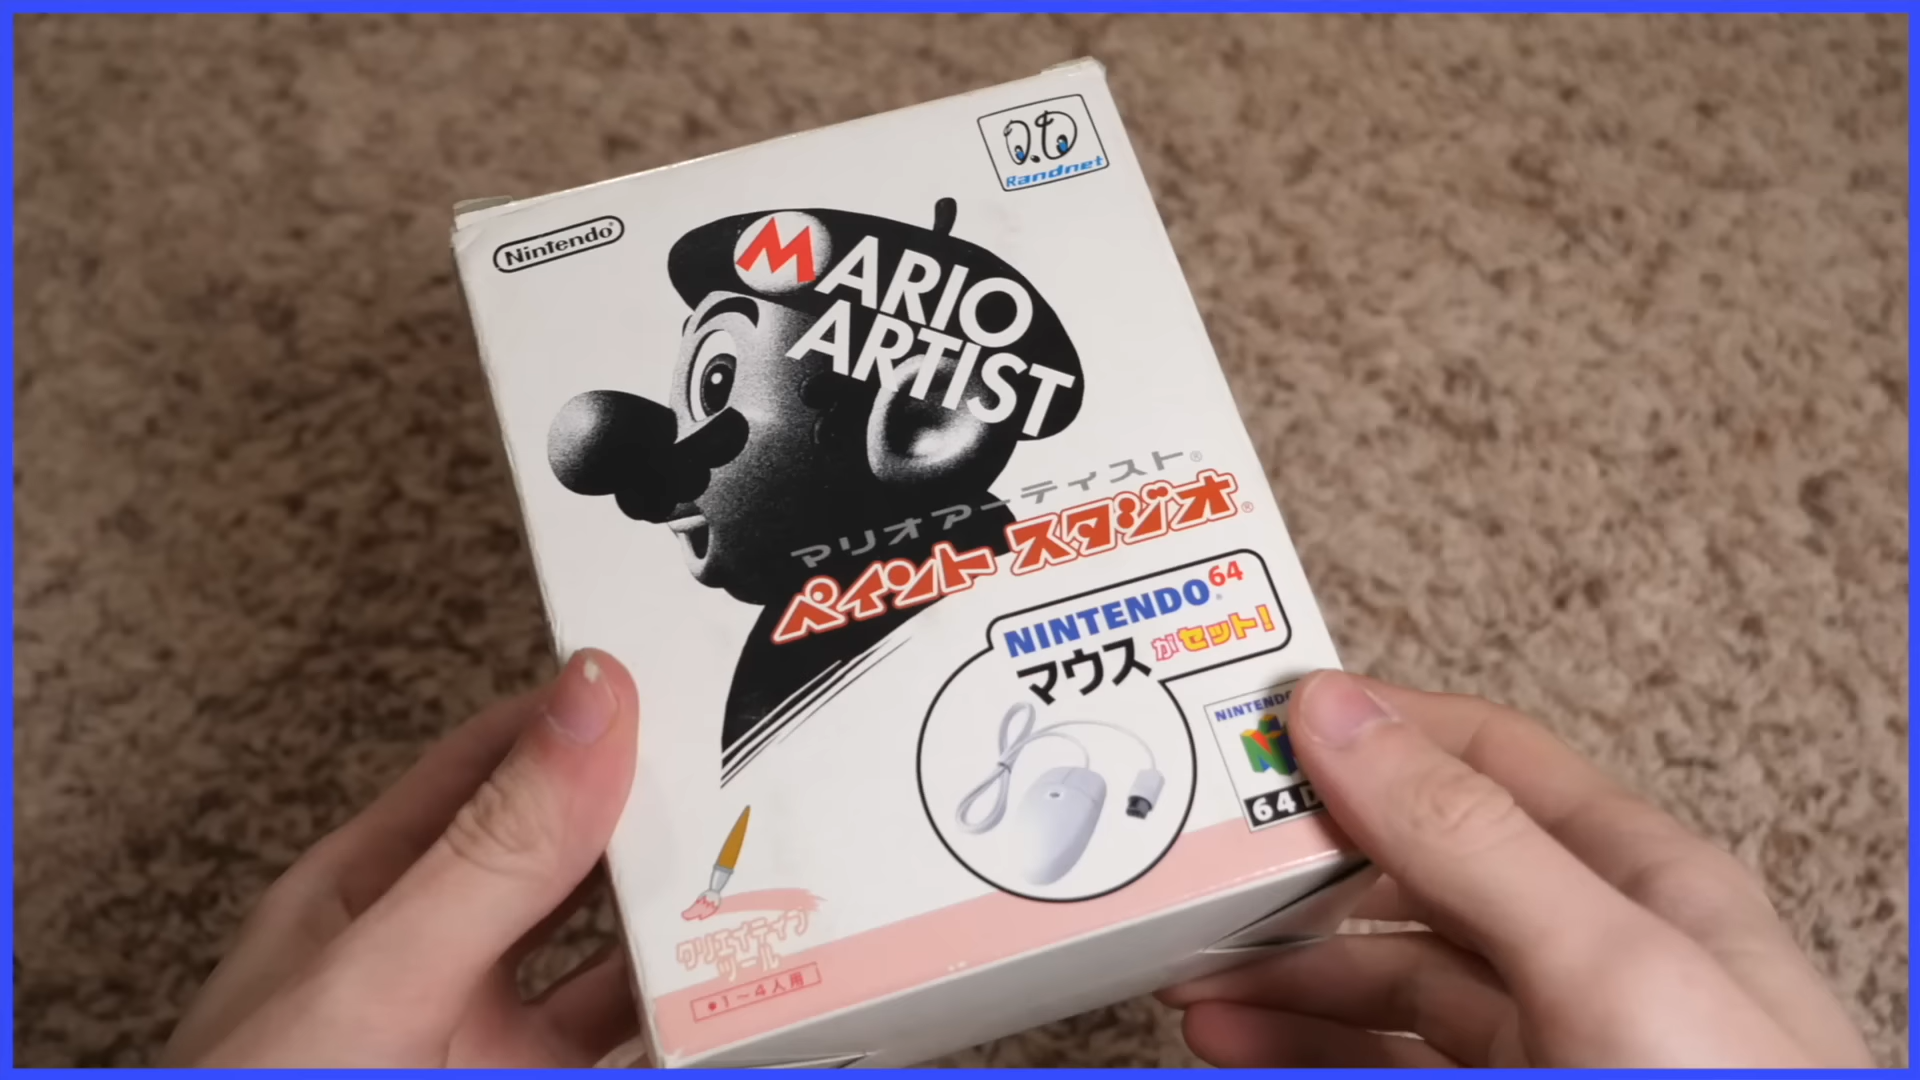 Randnet
Nintendo®
MARIO
ARTIST
マリオアーティスト®
ペイント スタジオ®
NINTENDO64
マウスがセット!
NINTENDO
64
クリエイティブ
ツール
●1〜4人用